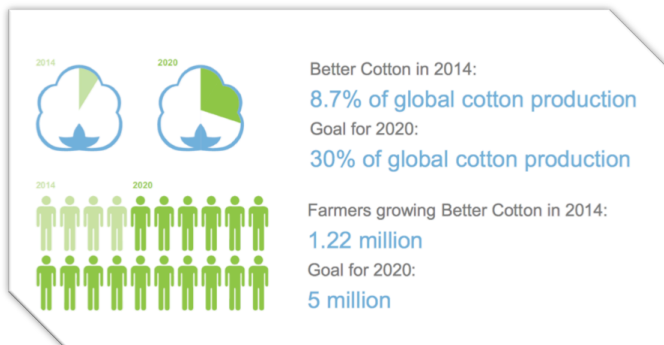 2014
2020
Better Cotton in 2014:
8.7% of global cotton production
Goal for 2020:
30% of global cotton production
2014
2020
Farmers growing Better Cotton in 2014:
1.22 million
Goal for 2020:
5 million